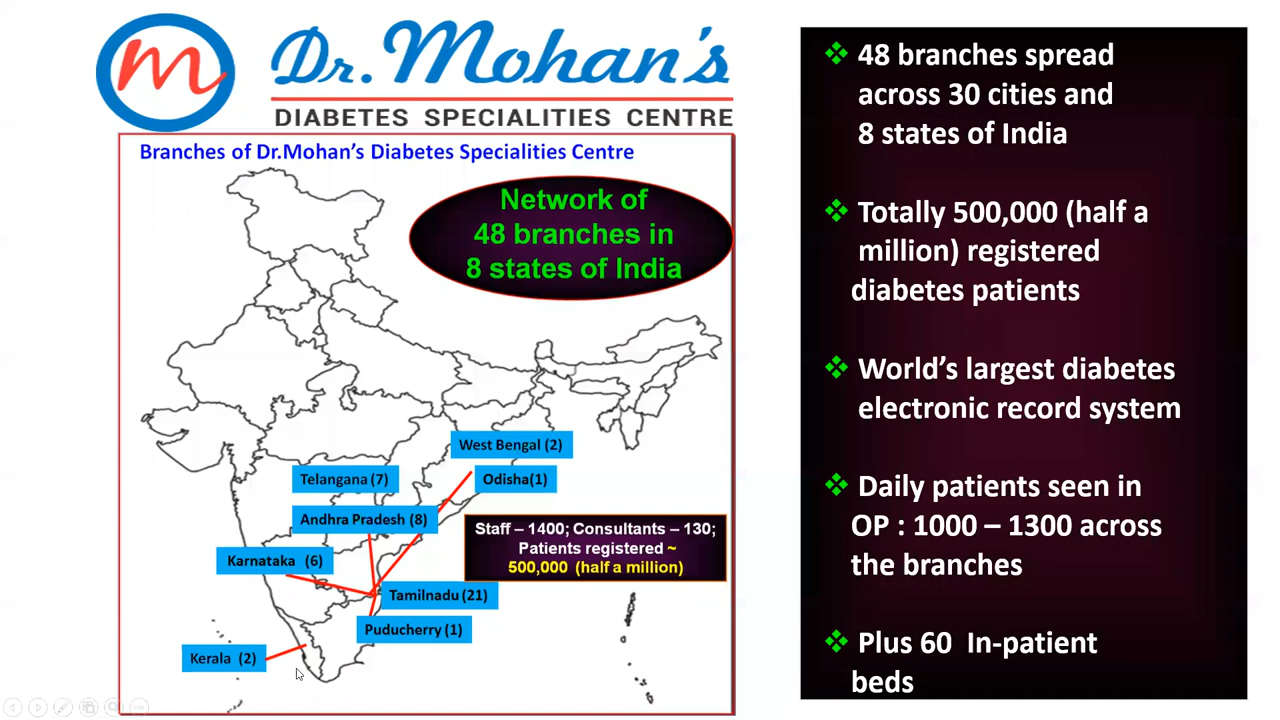 m
Dr. Mohan's
DIABETES SPECIALITIES CENTRE
Branches of Dr.Mohan's Diabetes Specialities Centre
Network of
48 branches in
8 states of India
West Bengal (2)
Telangana (7)
Odisha(1)
Andhra Pradesh (8)
Staff – 1400; Consultants – 130;
Patients registered ~
500,000 (half a million)
Karnataka (6)
Tamilnadu (21)
Puducherry (1)
Kerala (2)
48 branches spread
across 30 cities and
8 states of India
Totally 500,000 (half a
million) registered
diabetes patients
World's largest diabetes
electronic record system
Daily patients seen in
OP : 1000 – 1300 across
the branches
Plus 60 In-patient
beds